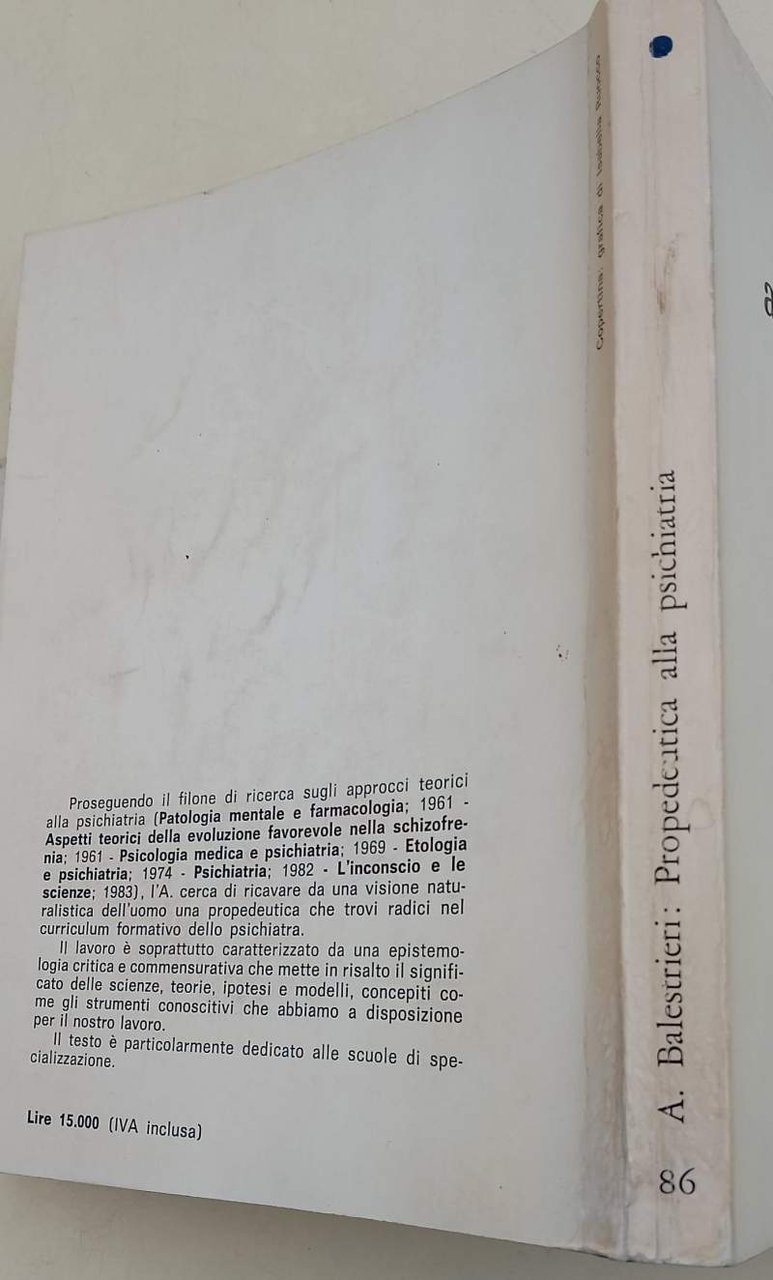 Proseguendo il filone di ricerca sugli approcci teorici
alla psichiatria (Patologia mentale e farmacologia; 1961 -
Aspetti teorici della evoluzione favorevole nella schizofre-
nia; 1961 - Psicologia medica e psichiatria; 1969 - Etologia
e psichiatria; 1974 - Psichiatria; 1982 - L'inconscio e le
scienze; 1983), l'A. cerca di ricavare da una visione natu-
ralistica dell'uomo una propedeutica che trovi radici nel
curriculum formativo dello psichiatra.
Il lavoro è soprattutto caratterizzato da una epistemo-
logia critica e commensurativa che mette in risalto il signifi-
cato delle scienze, teorie, ipotesi e modelli, concepiti co-
me gli strumenti conoscitivi che abbiamo a disposizione
per il nostro lavoro.
Il testo è particolarmente dedicato alle scuole di spe-
cializzazione.
Lire 15.000 (IVA inclusa)
Copertina: grafica di Isabella
86 A. Balestrieri: Propedeutica alla psichiatria